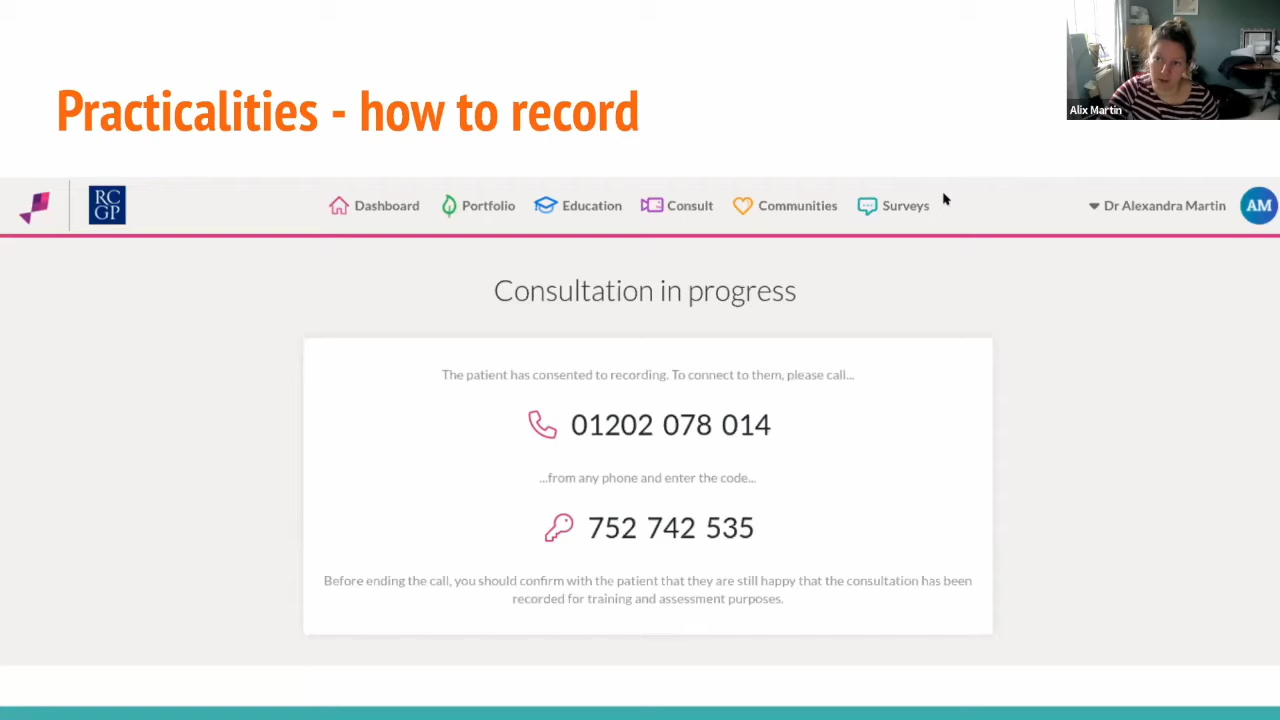 Practicalities - how to record
Alix Martin
RC
GP
Dashboard Portfolio Education Consult Communities Surveys Dr Alexandra Martin AM
Consultation in progress
The patient has consented to recording. To connect to them, please call...
01202 078 014
...from any phone and enter the code...
752 742 535
Before ending the call, you should confirm with the patient that they are still happy that the consultation has been
recorded for training and assessment purposes.